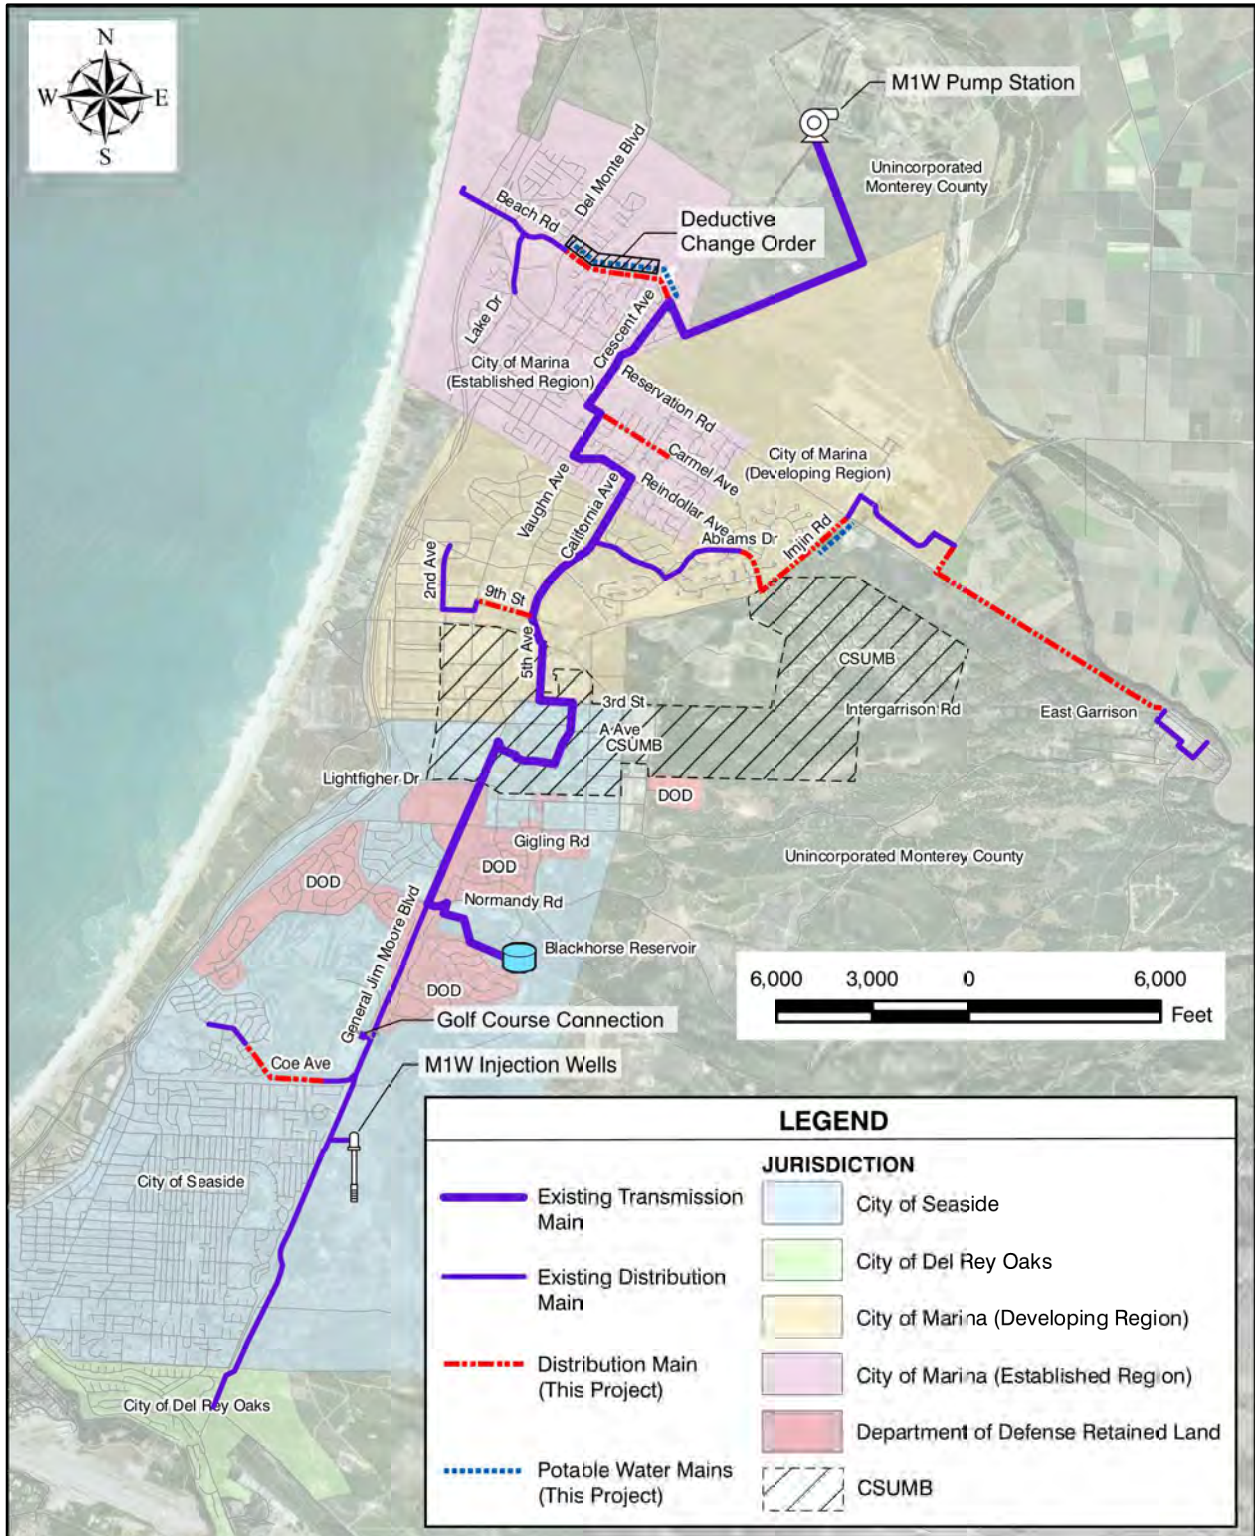 N
W E
S
M1W Pump Station
Unincorporated
Monterey County
Del Monte Blvd
Beach Rd
Deductive
Change Order
Lake Dr
Crescent Ave
City of Marina
(Established Region)
Reservation Rd
Carmel Ave
City of Marina
(Developing Region)
Vaughn Ave
California Ave
Reindollar Ave
Abrams Dr
Imjin Rd
2nd Ave
9th St
5th Ave
CSUMB
3rd St
Intergarrison Rd
East Garrison
A Ave
CSUMB
Lightfigher Dr
DOD
Gigling Rd
DOD
DOD
Unincorporated Monterey County
Normandy Rd
General Jim Moore Blvd
Blackhorse Reservoir
DOD
6,000 3,000 0 6,000
Feet
Golf Course Connection
Coe Ave
M1W Injection Wells
City of Seaside
City of Del Rey Oaks
LEGEND
Existing Transmission
Main
Existing Distribution
Main
Distribution Main
(This Project)
Potable Water Mains
(This Project)
JURISDICTION
City of Seaside
City of Del Rey Oaks
City of Marina (Developing Region)
City of Marina (Established Region)
Department of Defense Retained Land
CSUMB